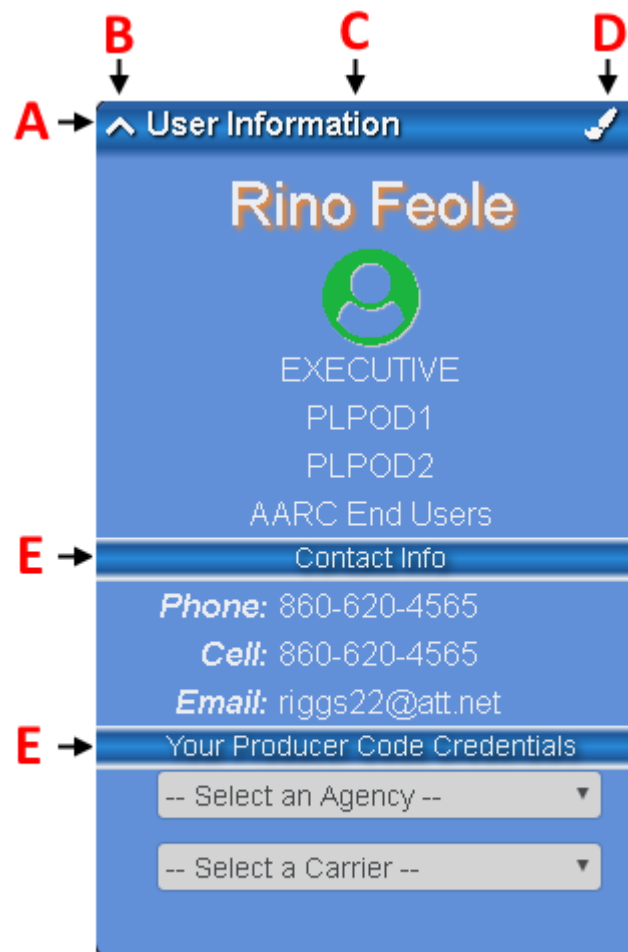 B C D
A User Information
Rino Feole
EXECUTIVE
PLPOD1
PLPOD2
AARC End Users
E Contact Info
Phone: 860-620-4565
Cell: 860-620-4565
Email: riggs22@att.net
E Your Producer Code Credentials
-- Select an Agency --
-- Select a Carrier --